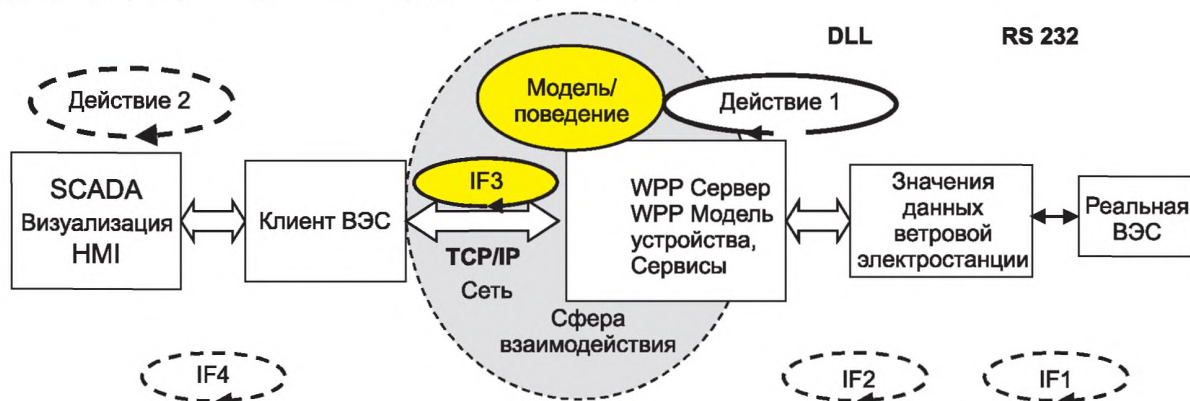 DLL
RS 232
Действие 2
Модель/
поведение
Действие 1
SCADA
Визуализация
HMI
Клиент ВЭС
IF3
TCP/IP
Сеть
WPP Сервер
WPP Модель
устройства,
Сервисы
Значения
данных
ветровой
электростанции
Реальная
ВЭС
Сфера
взаимодействия
IF4
IF2
IF1